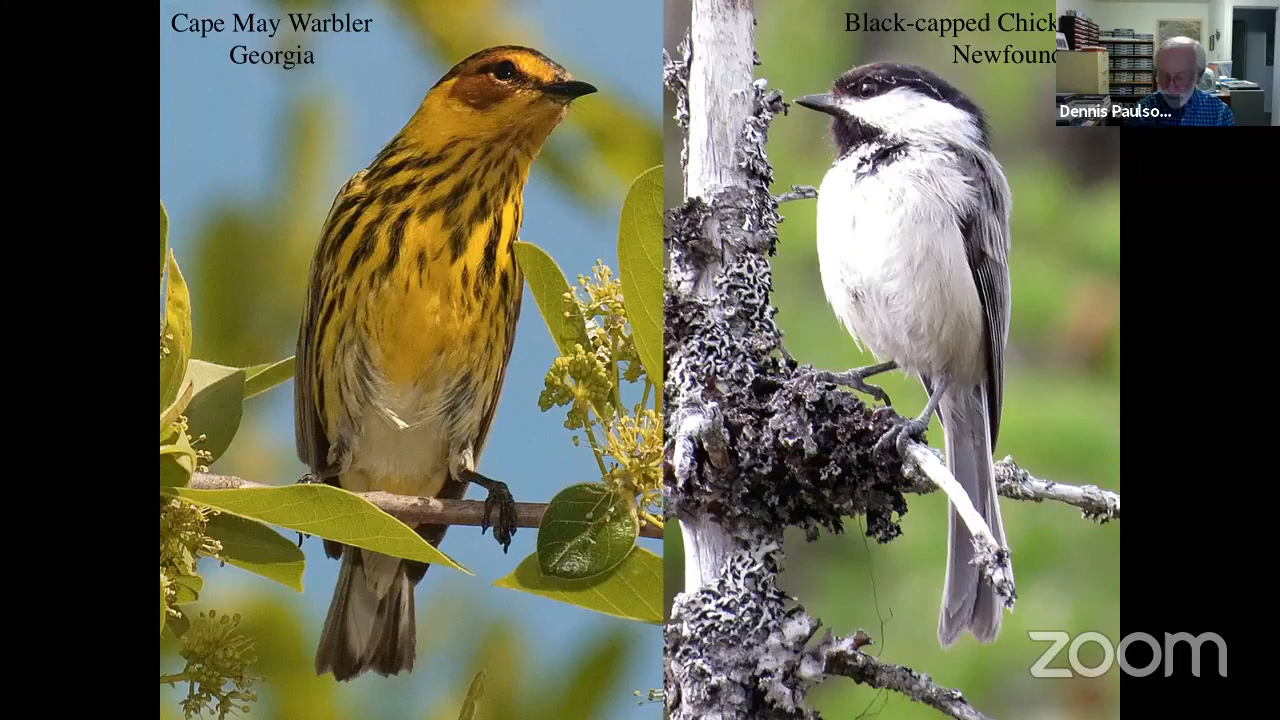 Cape May Warbler
Georgia
Black-capped Chick
Newfound
Dennis Paulso...
zoom